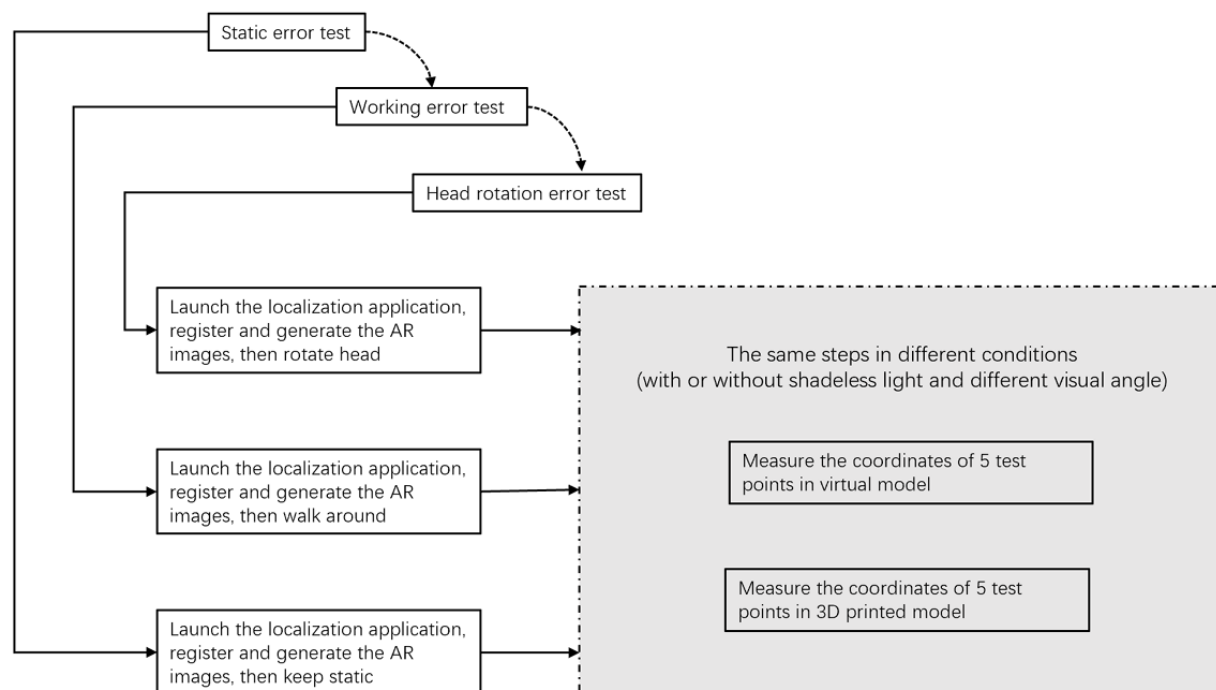 Static error test
Working error test
Head rotation error test
Launch the localization application,
register and generate the AR
images, then rotate head
The same steps in different conditions
(with or without shadeless light and different visual angle)
Launch the localization application,
register and generate the AR
images, then walk around
Measure the coordinates of 5 test
points in virtual model
Measure the coordinates of 5 test
points in 3D printed model
Launch the localization application,
register and generate the AR
images, then keep static